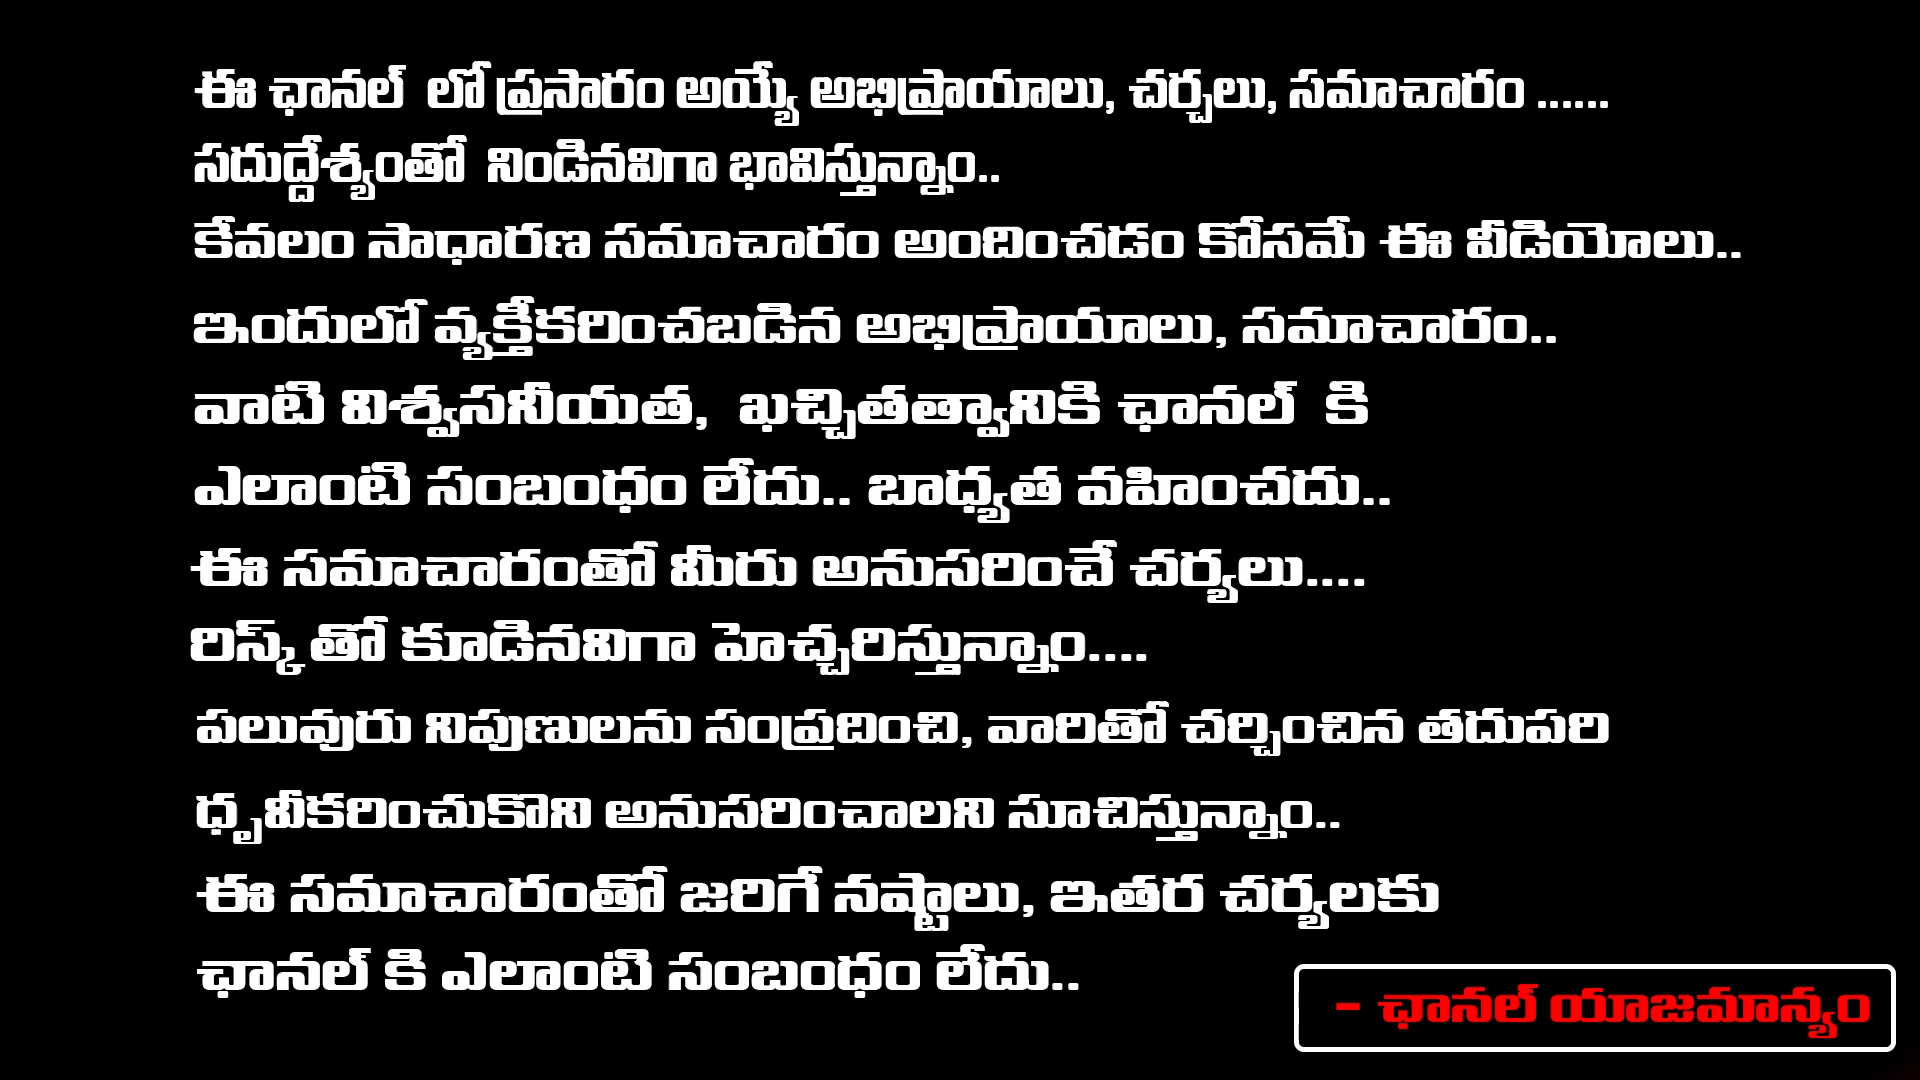 ఈ ఛానల్ లో ప్రసారం అయ్యే అభిప్రాయాలు, చర్చలు, సమాచారం ......
సదుద్దేశ్యంతో నిండినవిగా భావిస్తున్నాం..
కేవలం సాధారణ సమాచారం అందించడం కోసమే ఈ వీడియోలు..
ఇందులో వ్యక్తీకరించబడిన అభిప్రాయాలు, సమాచారం..
వాటి విశ్వసనీయత, ఖచ్చితత్వానికి ఛానల్ కి
ఎలాంటి సంబంధం లేదు.. బాధ్యత వహించదు..
ఈ సమాచారంతో మీరు అనుసరించే చర్యలు....
రిస్క్ తో కూడినవిగా హెచ్చరిస్తున్నాం....
పలువురు నిపుణులను సంప్రదించి, వారితో చర్చించిన తదుపరి
ధృవీకరించుకొని అనుసరించాలని సూచిస్తున్నాం..
ఈ సమాచారంతో జరిగే నష్టాలు, ఇతర చర్యలకు
ఛానల్ కి ఎలాంటి సంబంధం లేదు..
- ఛానల్ యాజమాన్యం